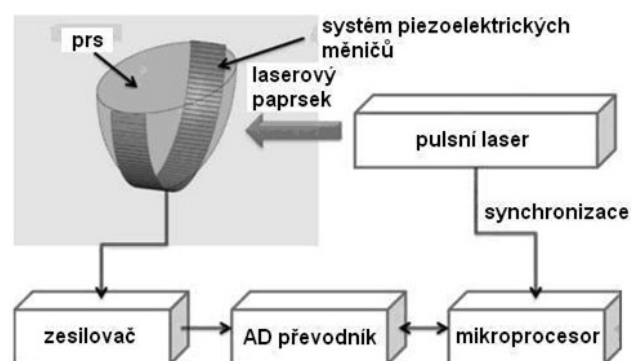 prs
systém piezoelektrických
měničů
laserový
paprsek
pulsní laser
synchronizace
zesilovač
AD převodník
mikroprocesor